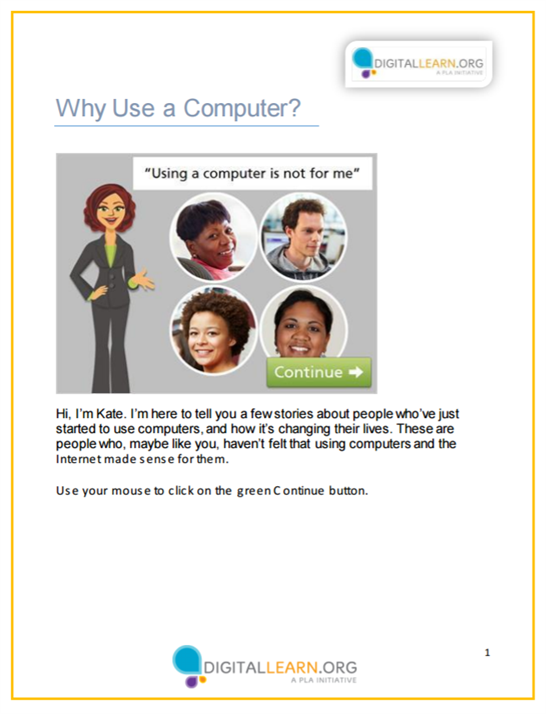 DIGITALLEARN.ORG
A PLA INITIATIVE
Why Use a Computer?
"Using a computer is not for me"
Continue
Hi, I'm Kate. I'm here to tell you a few stories about people who've just
started to use computers, and how it's changing their lives. These are
people who, maybe like you, haven't felt that using computers and the
Internet made sense for them.
Use your mouse to click on the green Continue button.
1
DIGITALLEARN.ORG
A PLA INITIATIVE